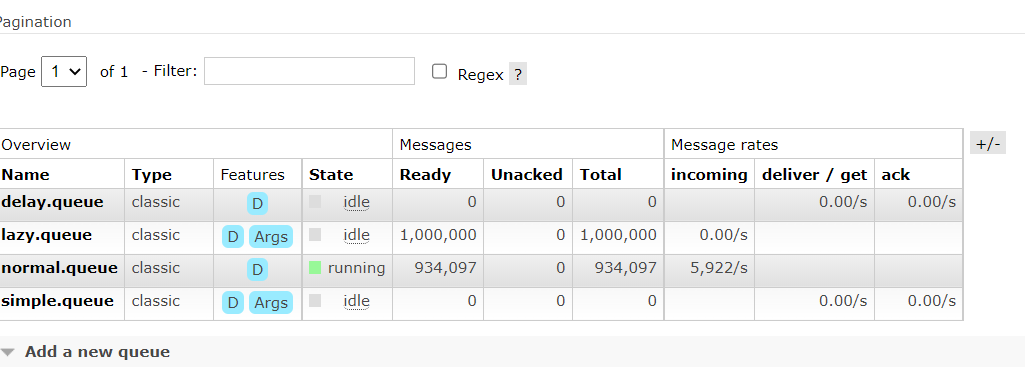 Pagination
Page 1 of 1 - Filter: Regex ?
Overview Messages Message rates +/-
Name Type Features State Ready Unacked Total incoming deliver / get ack
delay.queue classic D idle 0 0 0 0.00/s 0.00/s
lazy.queue classic D Args idle 1,000,000 0 1,000,000 0.00/s
normal.queue classic D running 934,097 0 934,097 5,922/s
simple.queue classic D Args idle 0 0 0 0.00/s 0.00/s
Add a new queue